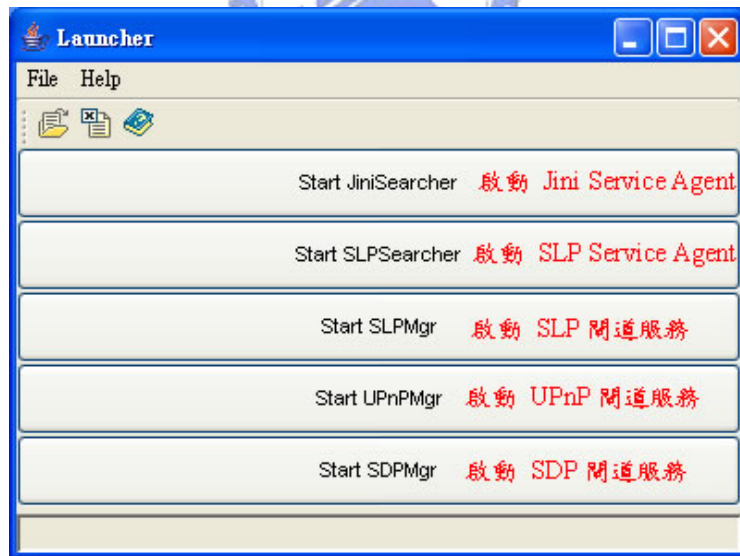 Launcher
File Help
Start JiniSearcher 啟動 Jini Service Agent
Start SLPSearcher 啟動 SLP Service Agent
Start SLPMgr 啟動 SLP 閘道服務
Start UPnPMgr 啟動 UPnP 閘道服務
Start SDPMgr 啟動 SDP 閘道服務